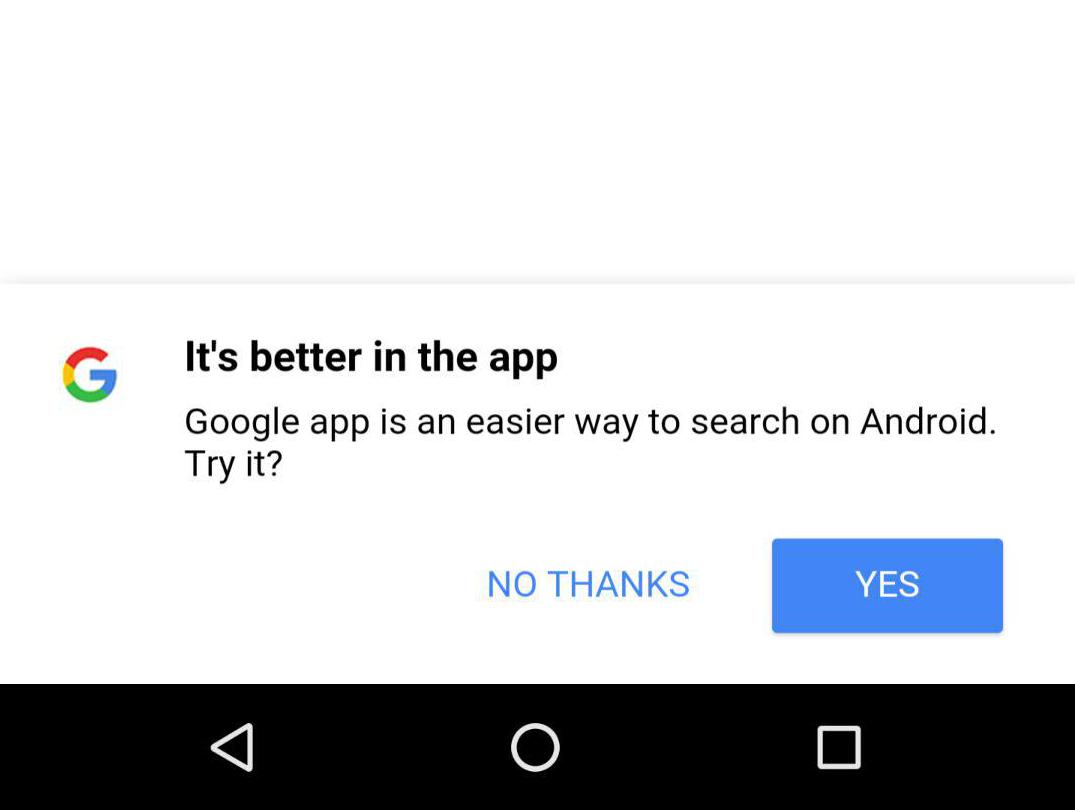 It's better in the app
Google app is an easier way to search on Android.
Try it?
NO THANKS
YES